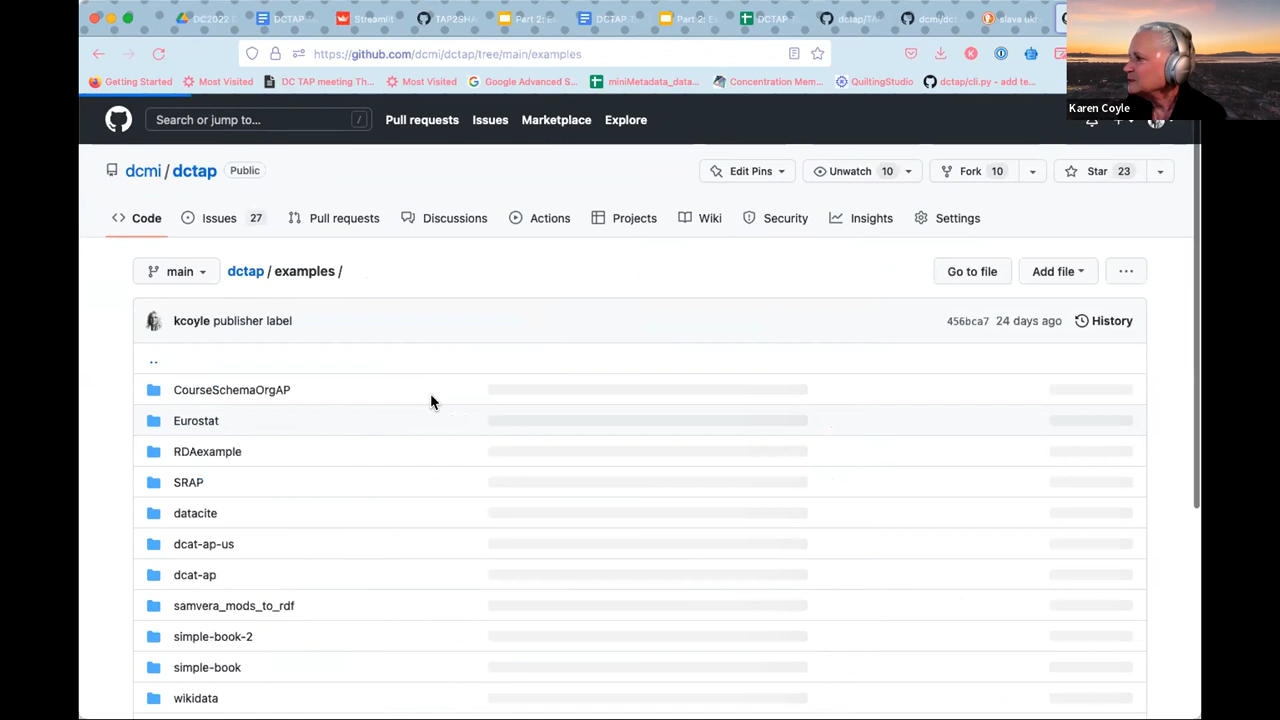 DC2022
DCTAP T
Streamlit
TAP2SHA
Part 2: E
DCTAP T
Part 2: E
DCTAP T
dctap/TA
dcmi/dct
slava uk
https://github.com/dcmi/dctap/tree/main/examples
Getting Started
Most Visited
DC TAP meeting Th...
Most Visited
Google Advanced S...
miniMetadata_data...
Concentration Mem...
QuiltingStudio
dctap/cli.py - add te...
Karen Coyle
Search or jump to... /
Pull requests
Issues
Marketplace
Explore
dcmi / dctap Public
Edit Pins
Unwatch 10
Fork 10
Star 23
Code
Issues 27
Pull requests
Discussions
Actions
Projects
Wiki
Security
Insights
Settings
main
dctap / examples /
Go to file
Add file
...
kcoyle publisher label
456bca7 24 days ago
History
..
CourseSchemaOrgAP
Eurostat
RDAexample
SRAP
datacite
dcat-ap-us
dcat-ap
samvera_mods_to_rdf
simple-book-2
simple-book
wikidata